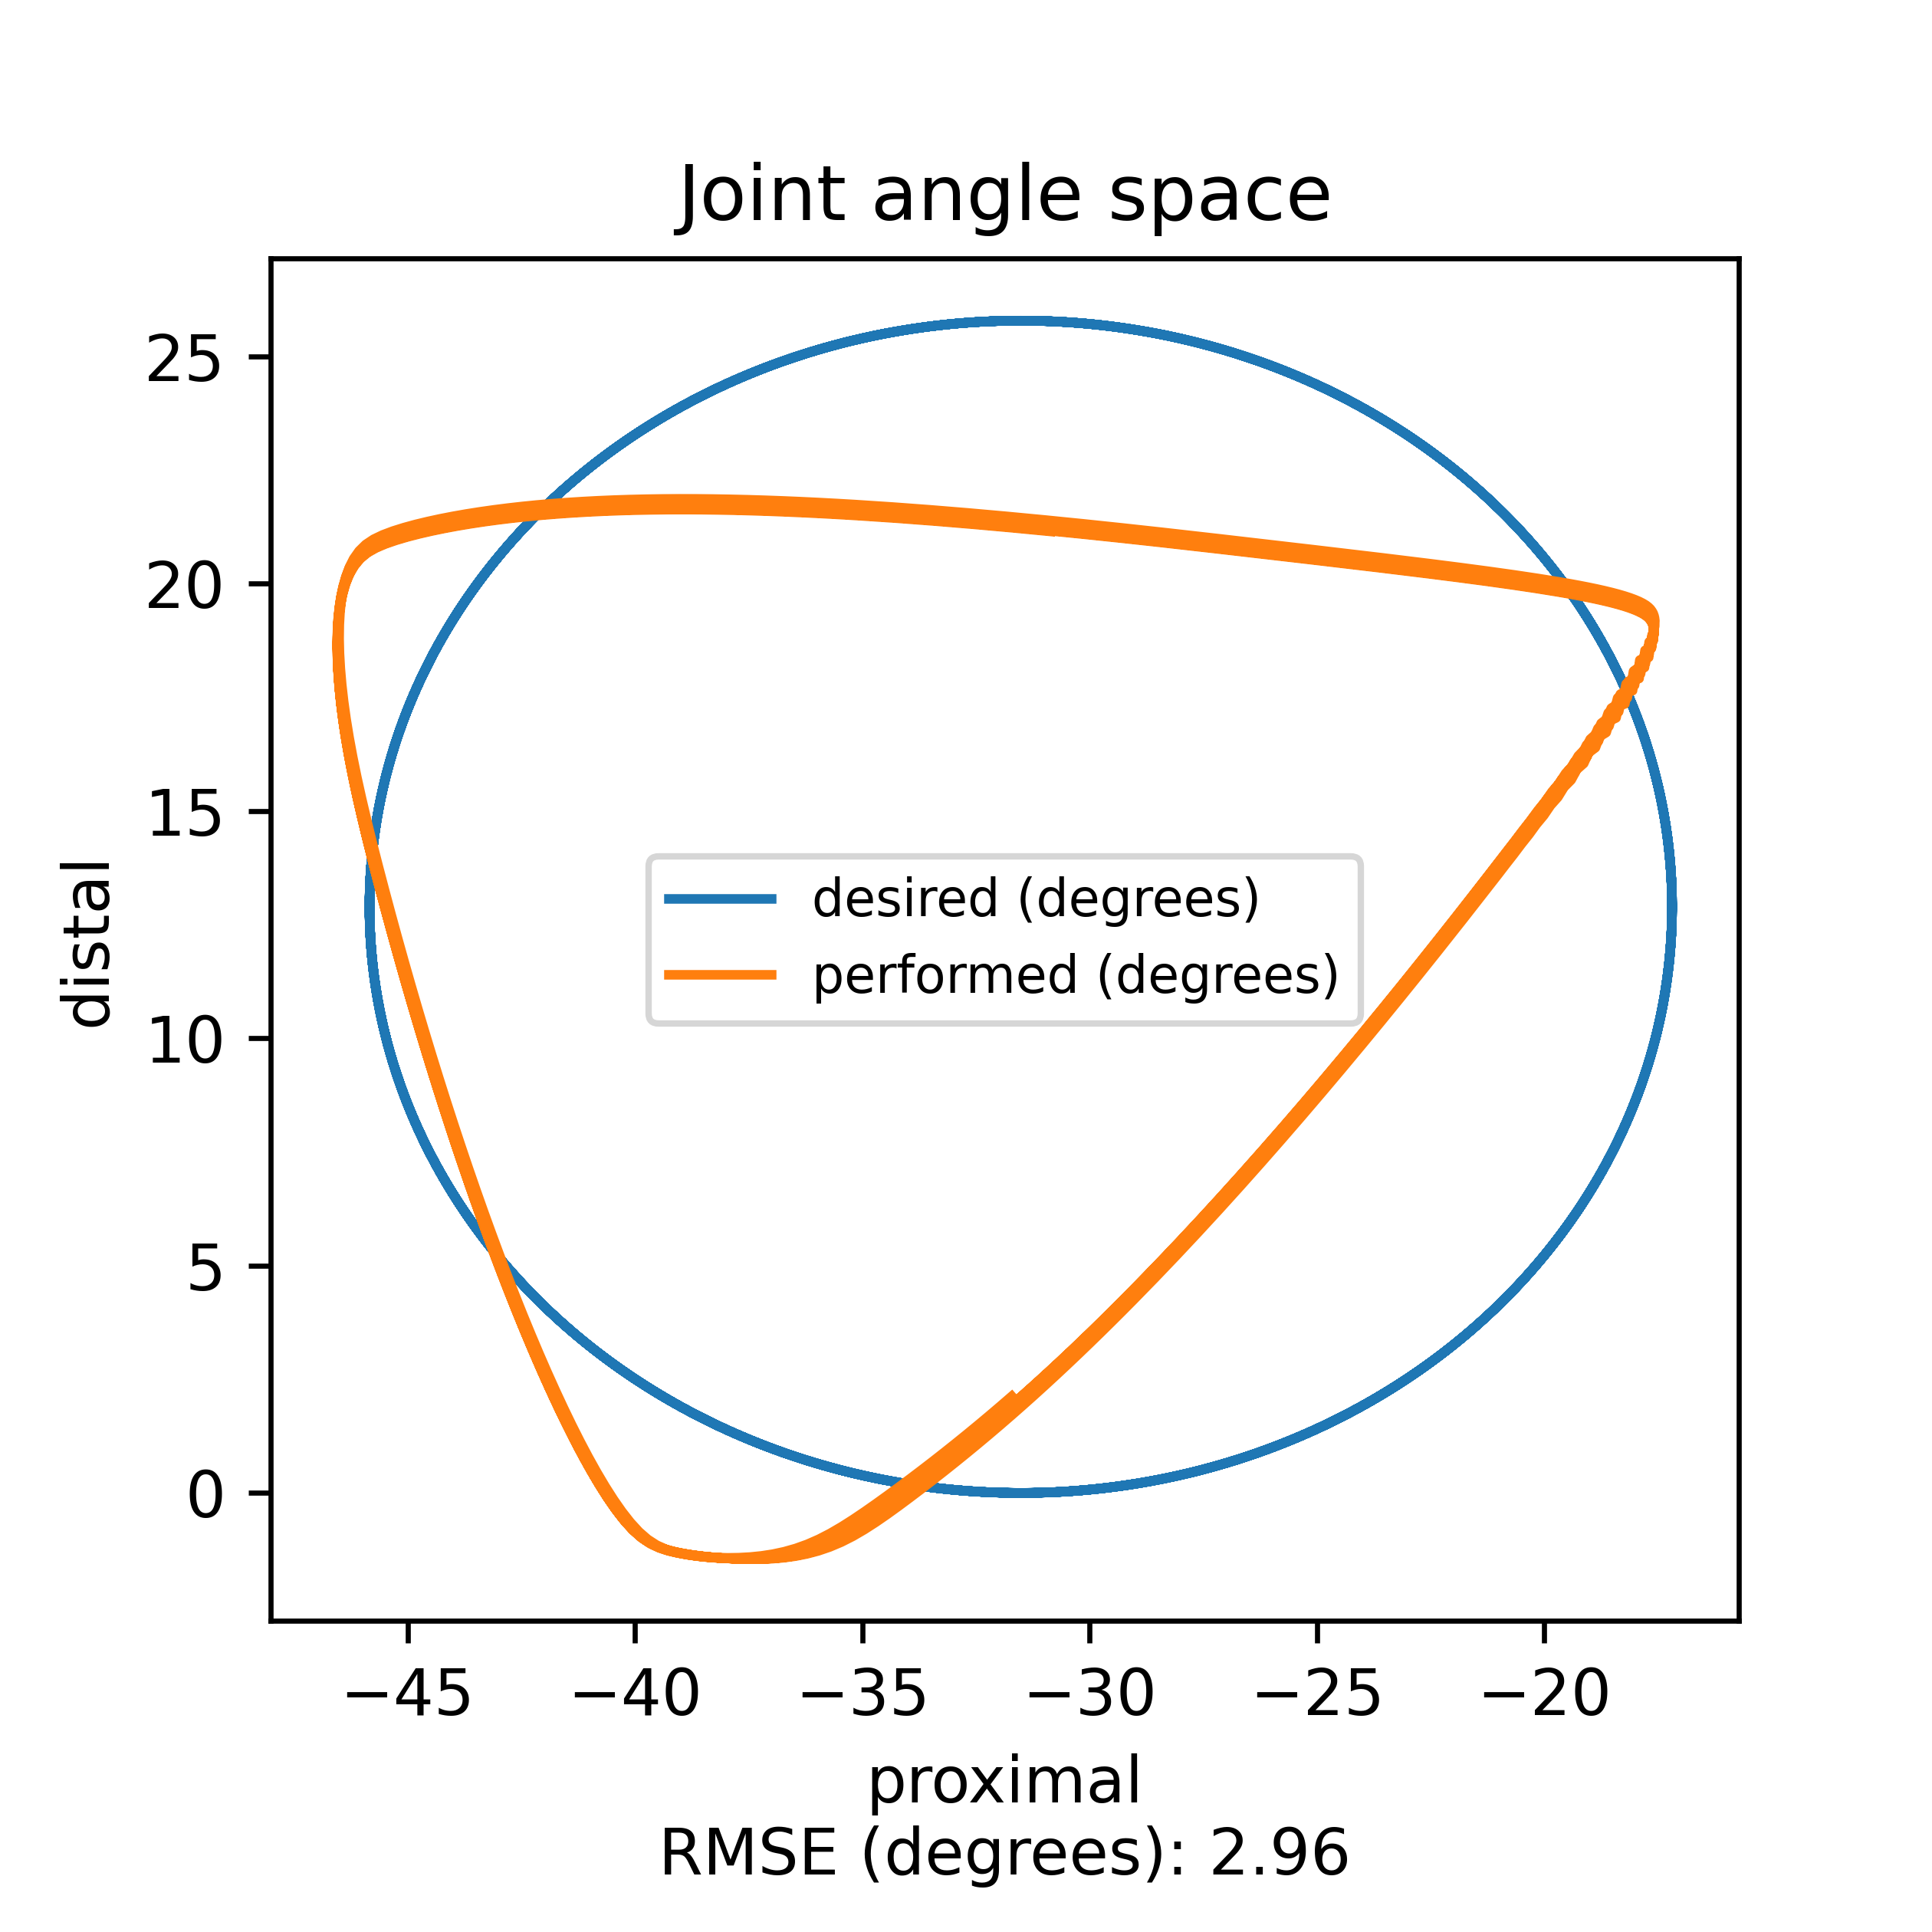 Joint angle space
25
20
15
10
5
0
distal
desired (degrees)
performed (degrees)
−45 −40 −35 −30 −25 −20
proximal
RMSE (degrees): 2.96